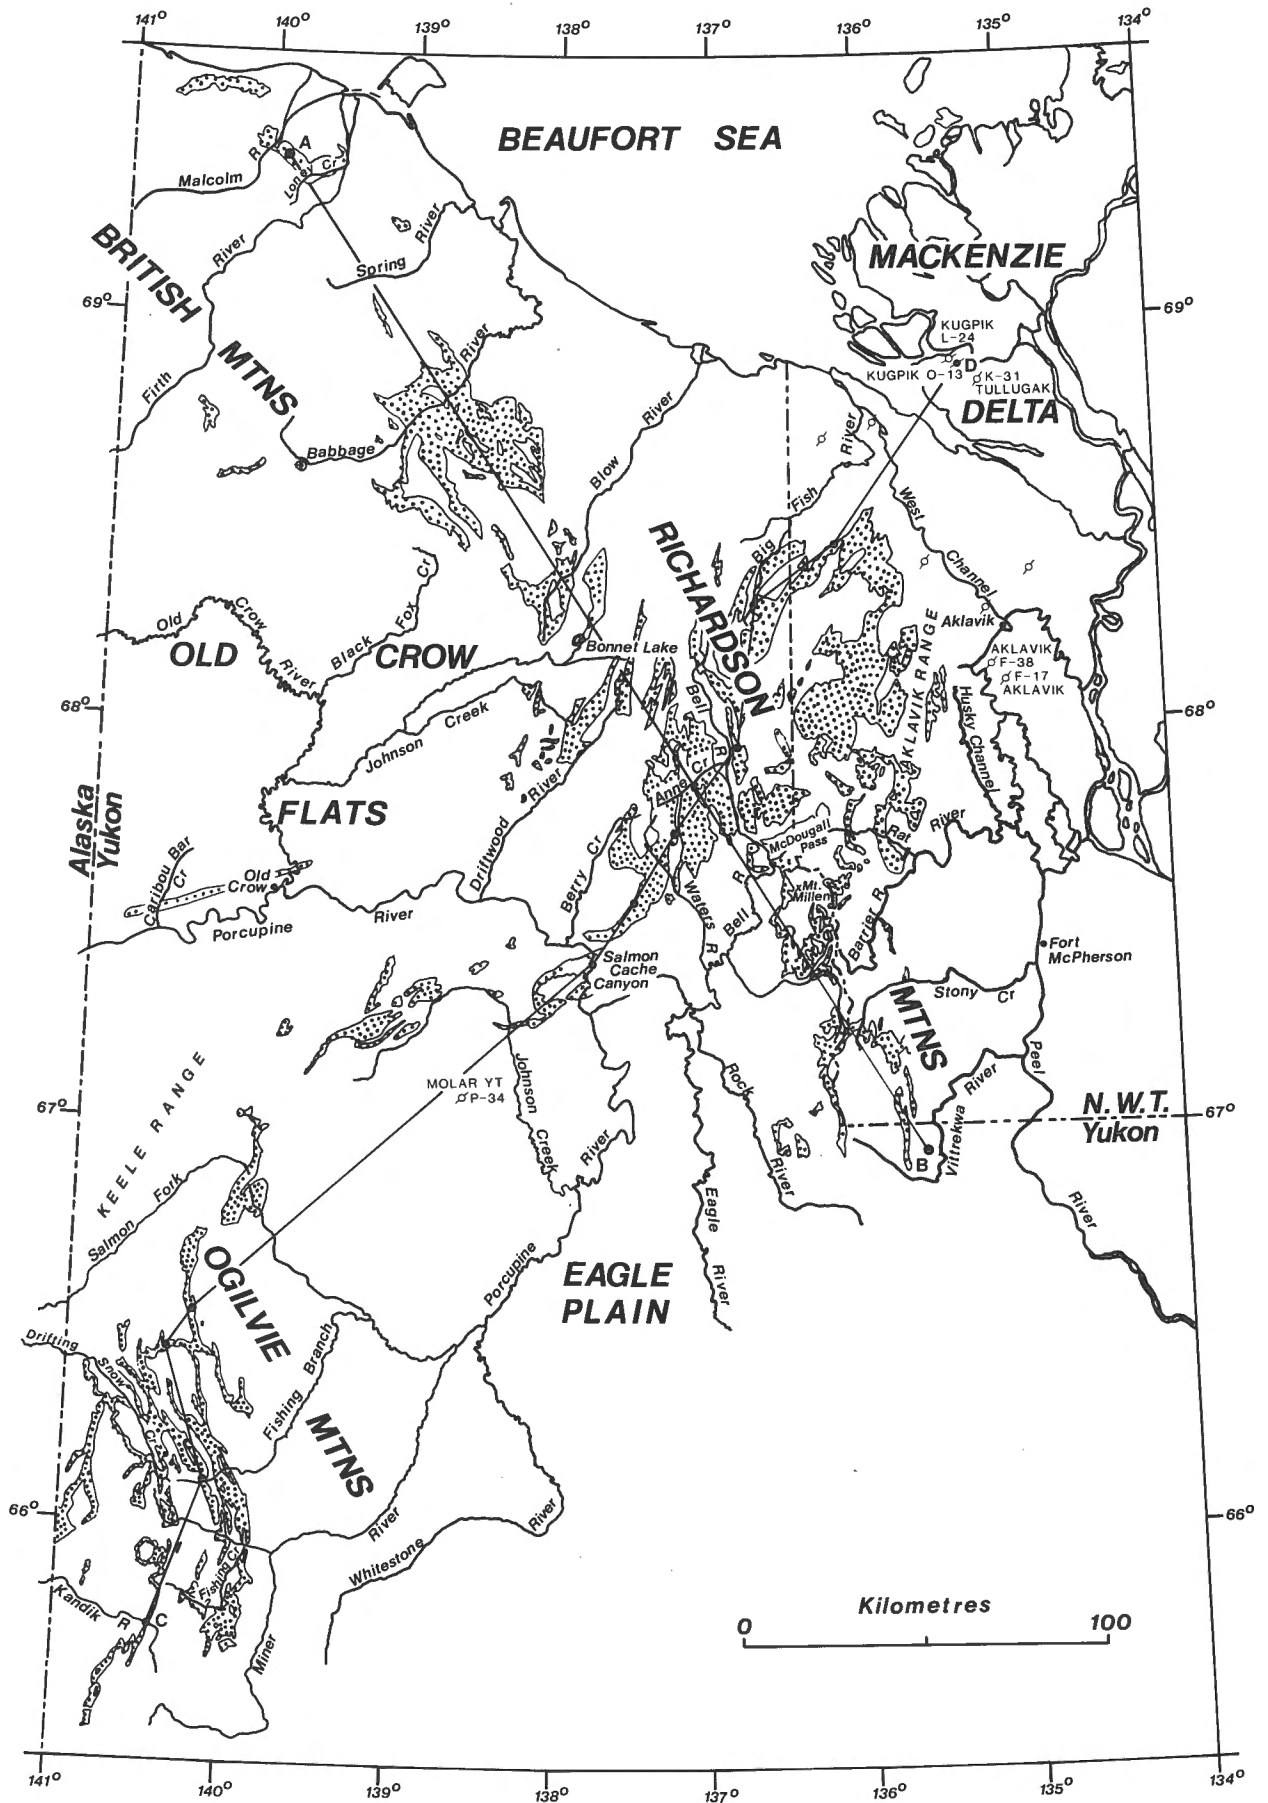 141° 140° 139° 138° 137° 136° 135° 134°
BEAUFORT SEA
A
R
Loney Cr
Malcolm
BRITISH
MTNS
River
Spring
River
MACKENZIE
DELTA
69°
69°
KUGPIK
L-24
D
KUGPIK O-13
K-31
TULLUGAK
Firth
River
Babbage
River
Blow
River
Fish
Big
West
Channel
RICHARDSON
MTNS
Aklavik
AKLAVIK
F-38
F-17
AKLAVIK
AKLAVIK RANGE
Husky Channel
Old
Crow
River
Black
Fox
Cr
OLD
CROW
FLATS
Bonnet Lake
68°
68°
Johnson
Creek
Bell
R
Anne
Cr
Driftwood
River
Berry
Cr
McDougall
Pass
Rat
River
Alaska
Yukon
Caribou Bar
Cr
Old
Crow
Porcupine
River
Waters
R
Bell
R
xMt.
Millen
Barrier R
Fort
McPherson
Salmon
Cache
Canyon
Stony
Cr
Peel
River
KEELE RANGE
MOLAR YT
P-34
Johnson
Creek
River
Porcupine
Rock
River
Eagle
River
Vittrekwa
River
B
67°
67°
N.W.T.
Yukon
Salmon
Fork
OGILVIE
MTNS
EAGLE
PLAIN
Drifting
Snow
Cr
Fishing
Branch
66°
66°
River
Whitestone
River
Fishing Cr
Kandik
R
C
Miner
Kilometres
0 100
141° 140° 139° 138° 137° 136° 135° 134°